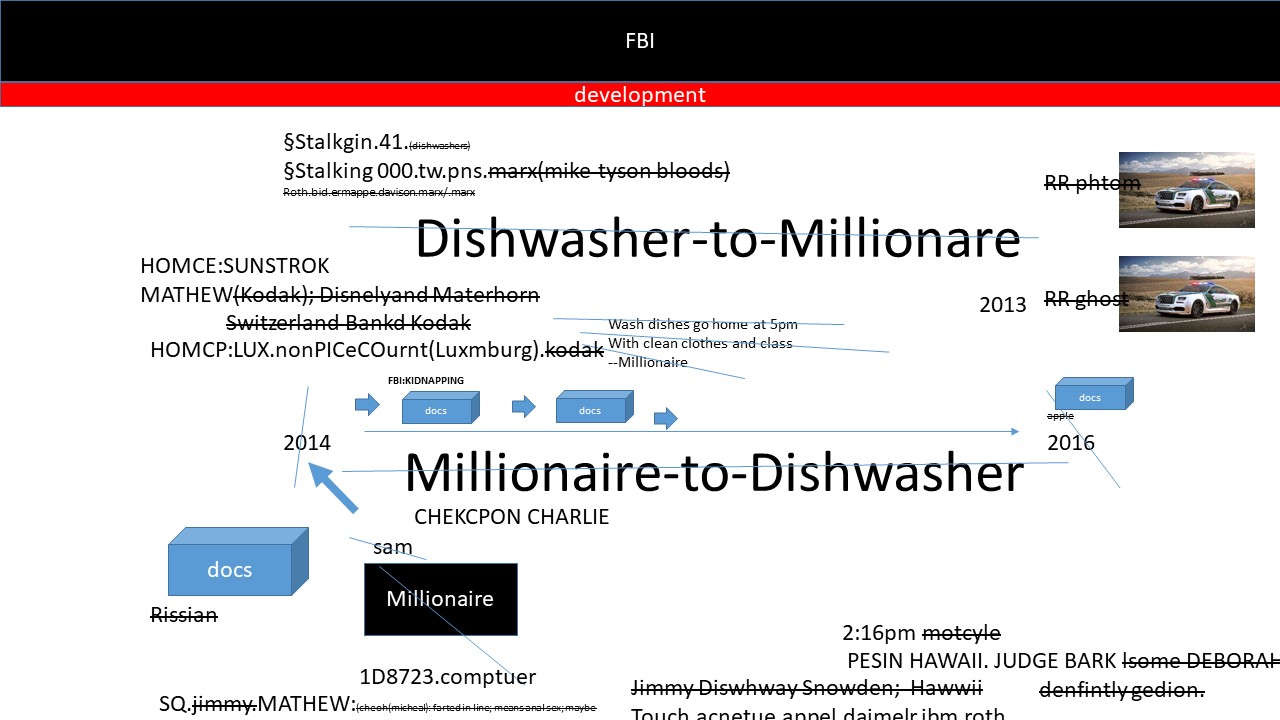 FBI
development
§Stalkgin.41.(dishwashers)
§Stalking 000.tw.pns.marx(mike tyson bloods)
Roth.bid.ermappe.davison.marx/.marx
RR phtom
Dishwasher-to-Millionare
HOMCE:SUNSTROK
MATHEW(Kodak); Disnelyand Materhorn
2013
RR ghost
Switzerland Bankd Kodak
Wash dishes go home at 5pm
HOMCP:LUX.nonPICeCOurnt(Luxmburg).kodak
With clean clothes and class
--Millionaire
FBI:KIDNAPPING
docs
docs
docs
apple
2014
2016
Millionaire-to-Dishwasher
CHEKCPON CHARLIE
sam
docs
Millionaire
Rissian
2:16pm motcyle
PESIN HAWAII. JUDGE BARK lsome DEBORAH
1D8723.comptuer
Jimmy Diswhway Snowden; Hawwii
denfintly gedion.
SQ.jimmy.MATHEW:(cheoh(micheal): farted in line; means anal sex; maybe
Touch acnetue appel daimelr ibm roth